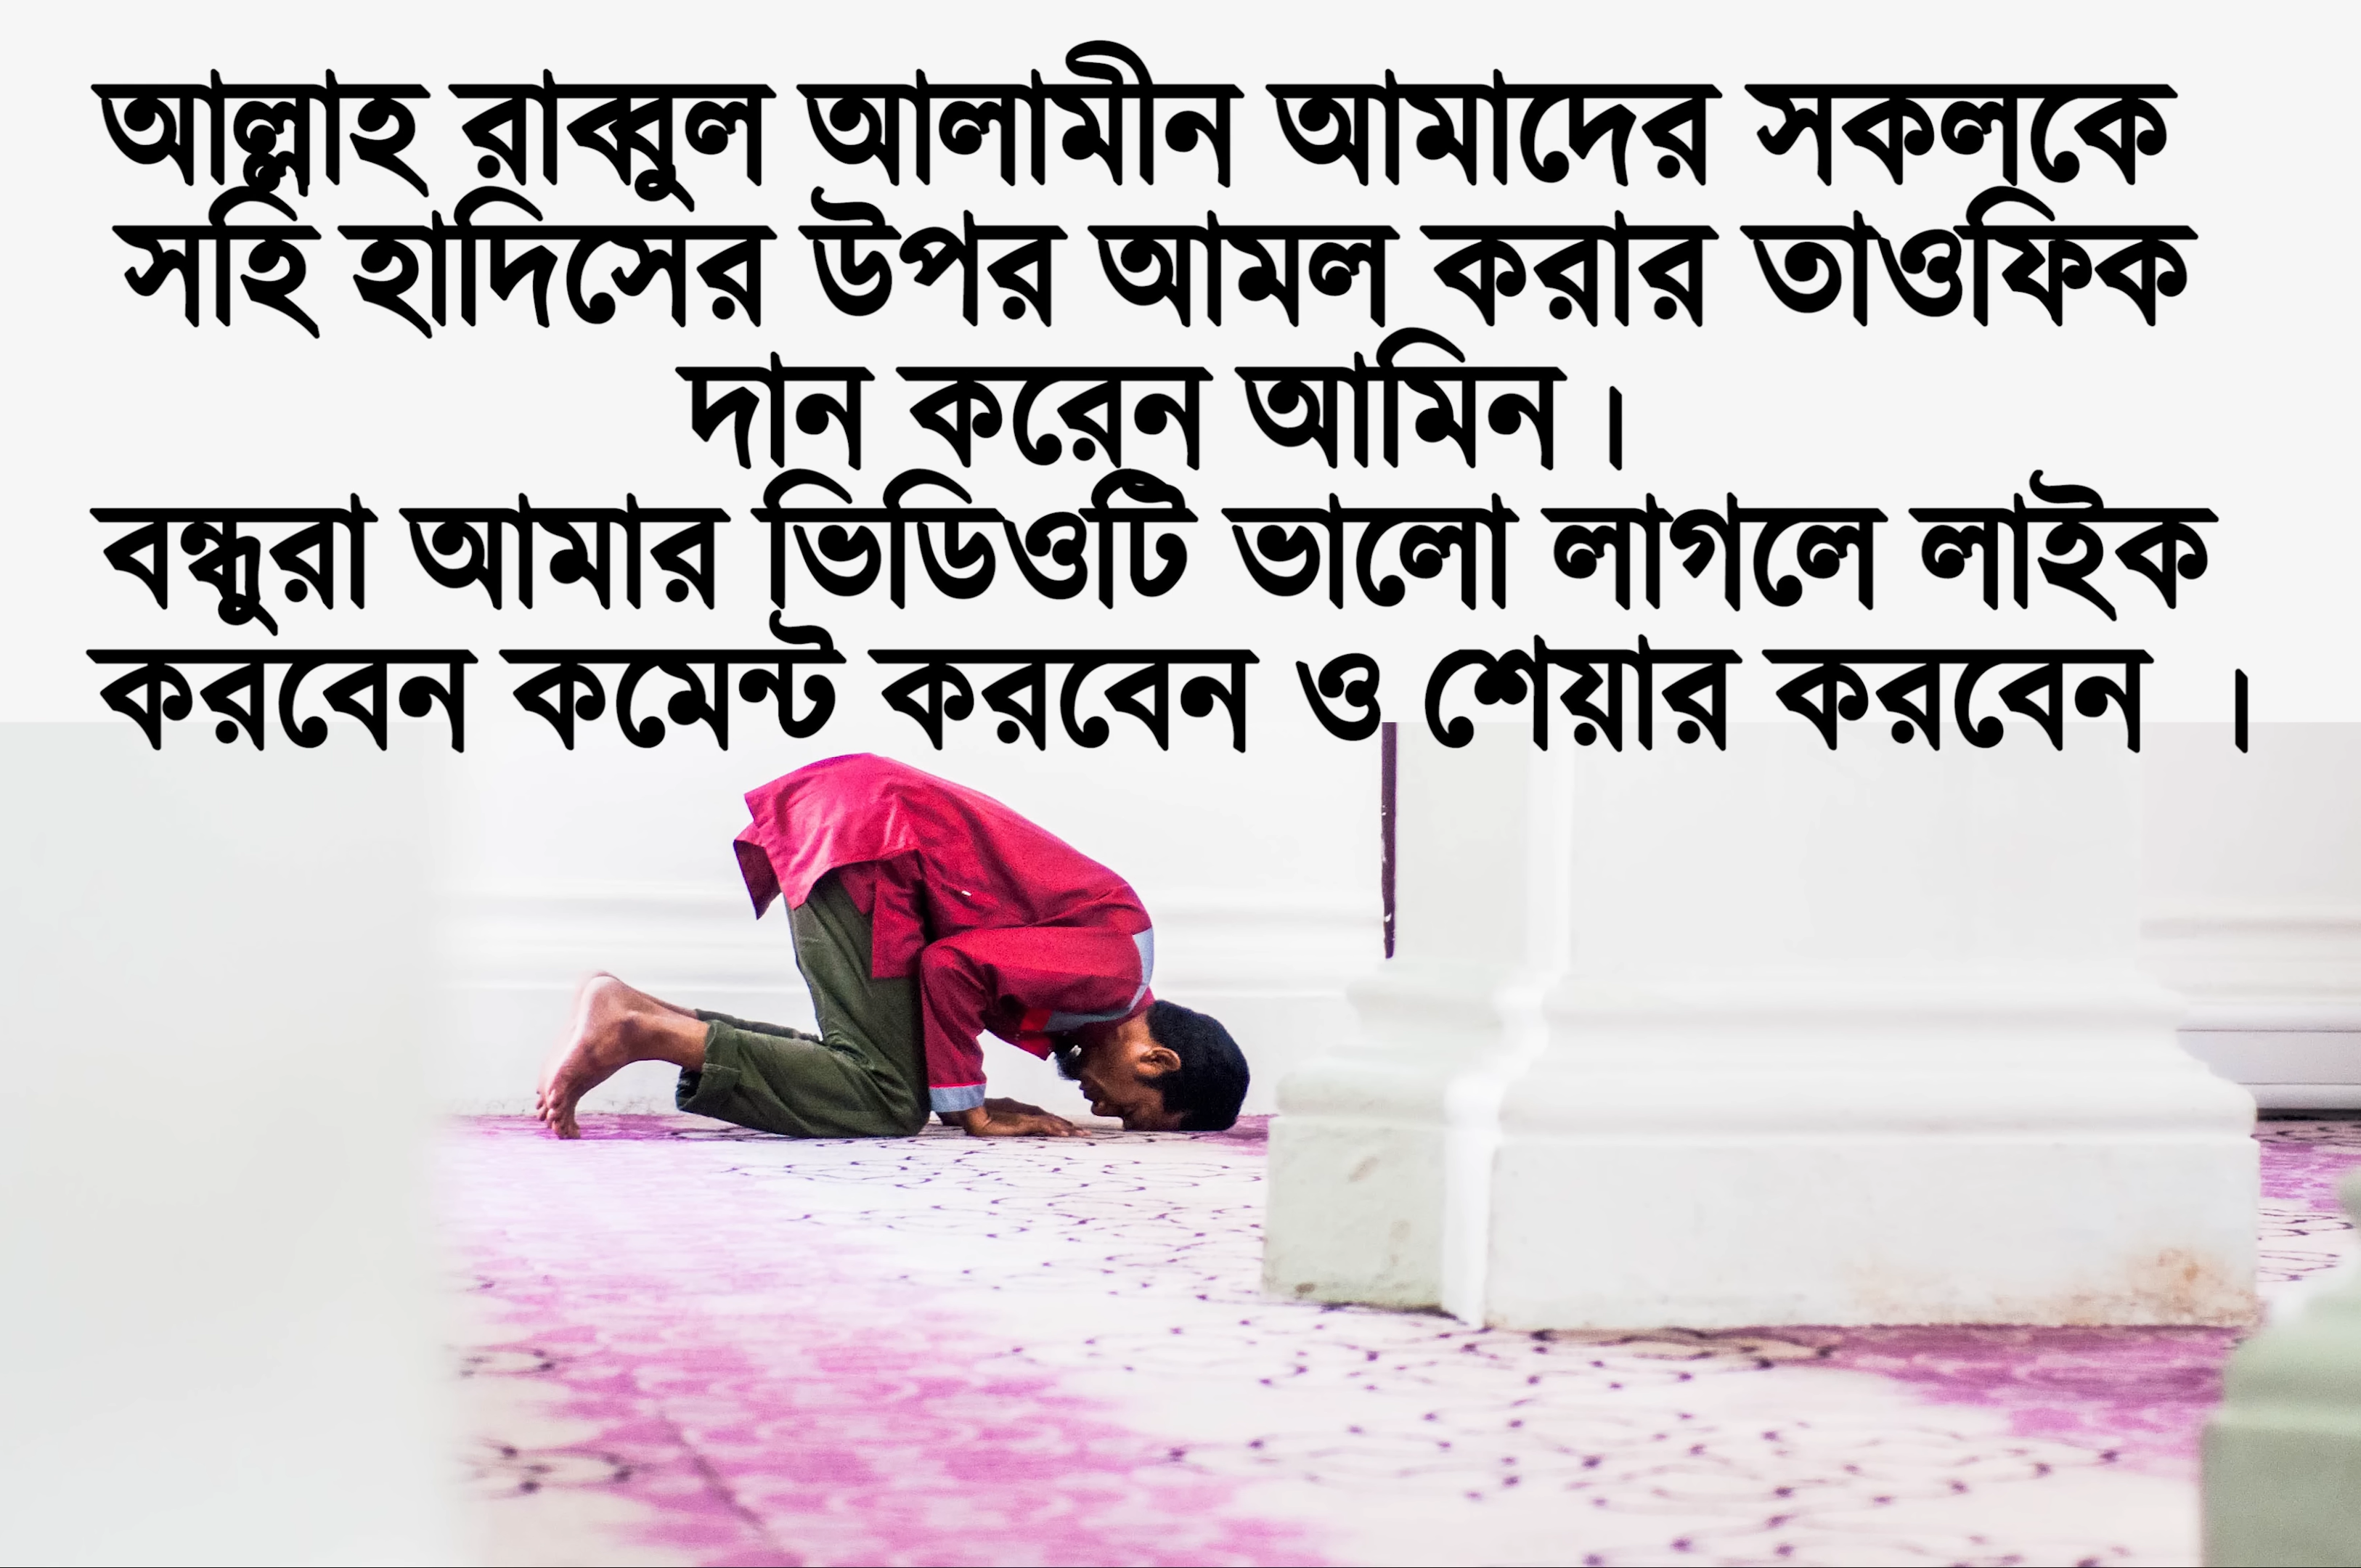 আল্লাহ রাব্বুল আলামীন আমাদের সকলকে
সহি হাদিসের উপর আমল করার তাওফিক
দান করেন আমিন।
বন্ধুরা আমার ভিডিওটি ভালো লাগলে লাইক
করবেন কমেন্ট করবেন ও শেয়ার করবেন ।